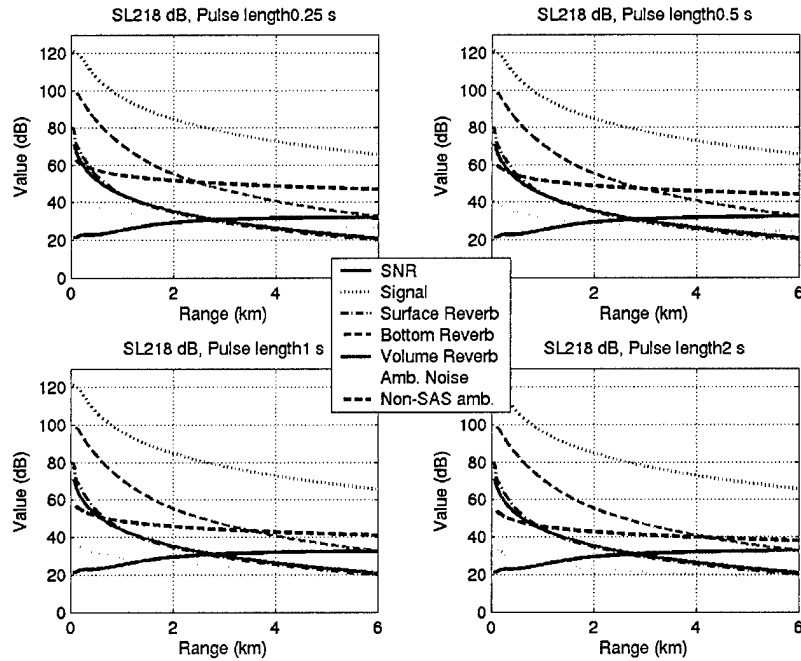 SL218 dB, Pulse length0.25 s
Value (dB)
120
100
80
60
40
20
0
0
2
4
Range (km)
SL218 dB, Pulse length0.5 s
Value (dB)
120
100
80
60
40
20
0
2
4
6
Range (km)
SNR
Signal
Surface Reverb
Bottom Reverb
Volume Reverb
Amb. Noise
Non-SAS amb.
SL218 dB, Pulse length1 s
Value (dB)
120
100
80
60
40
20
0
0
2
4
6
Range (km)
SL218 dB, Pulse length2 s
Value (dB)
100
80
60
40
20
0
0
2
4
6
Range (km)